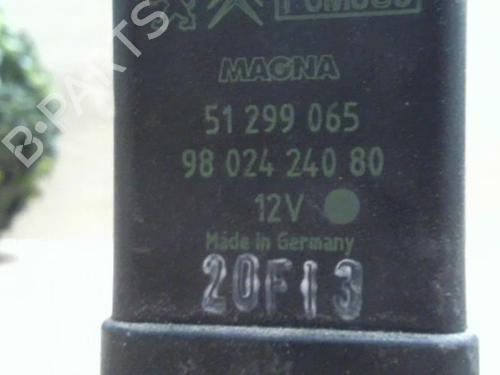 MAGNA
51 299 065
98 024 240 80
12V
Made in Germany
20F13
B-PARTS